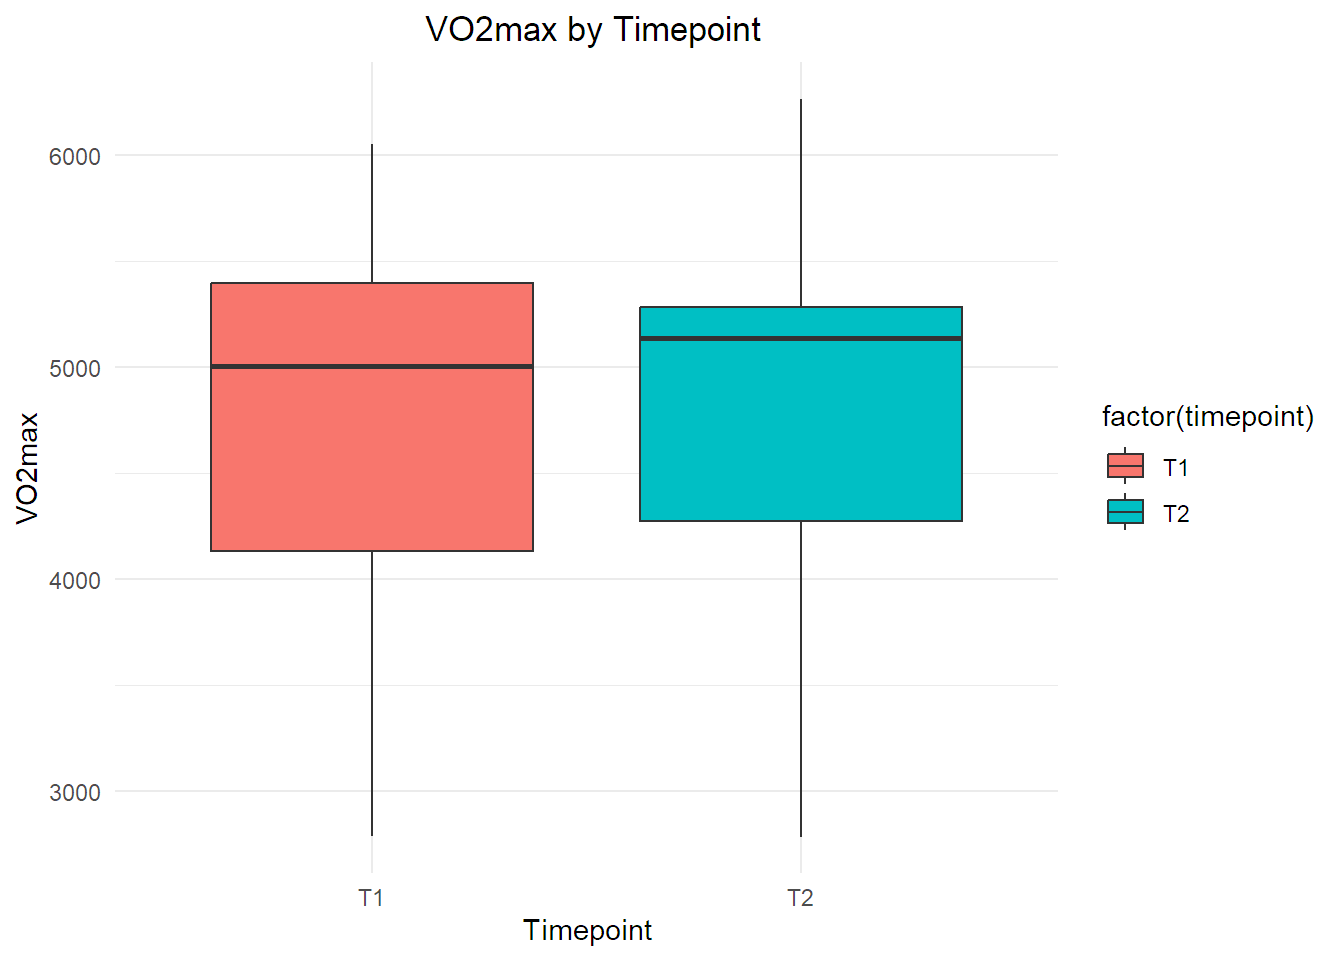 VO2max by Timepoint
6000
5000
4000
3000
VO2max
T1
T2
Timepoint
factor(timepoint)
T1
T2